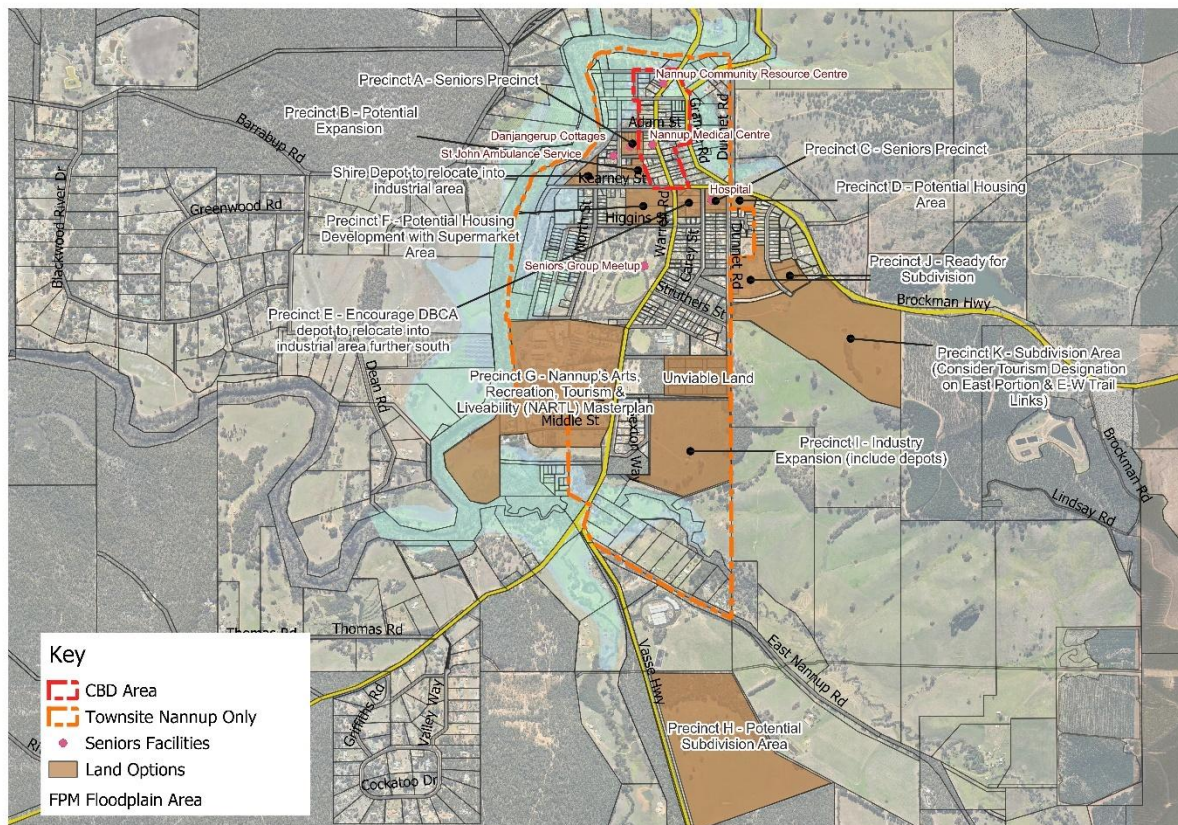 Precinct A - Seniors Precinct
Nannup Community Resource Centre
Precinct B - Potential
Expansion
Barrabup Rd
Adam St
Dunnet Rd
Danjangerup Cottages
Nannup Medical Centre
St John Ambulance Service
Precinct C - Seniors Precinct
Shire Depot to relocate into
industrial area
Kearney St
Hospital
Precinct D - Potential Housing
Area
Blackwood River Dr
Greenwood Rd
North St
Higgins St
Warren Rd
Carey St
Dunnet Rd
Precinct F - Potential Housing
Development with Supermarket
Area
Precinct J - Ready for
Subdivision
Seniors Group Meetup
Struthers St
Brockman Hwy
Precinct E - Encourage DBCA
depot to relocate into
industrial area further south
Precinct K - Subdivision Area
(Consider Tourism Designation
on East Portion & E-W Trail
Links)
Dean Rd
Precinct G - Nannup's Arts,
Recreation, Tourism &
Liveability (NARTL) Masterplan
Unviable Land
Middle St
Sexton Way
Precinct I - Industry
Expansion (include depots)
Brockman Rd
Lindsay Rd
Thomas Rd
Thomas Rd
East Nannup Rd
Vasse Hwy
Griffiths Rd
Valley Way
Cockatoo Dr
Precinct H - Potential
Subdivision Area
Key
CBD Area
Townsite Nannup Only
Seniors Facilities
Land Options
FPM Floodplain Area